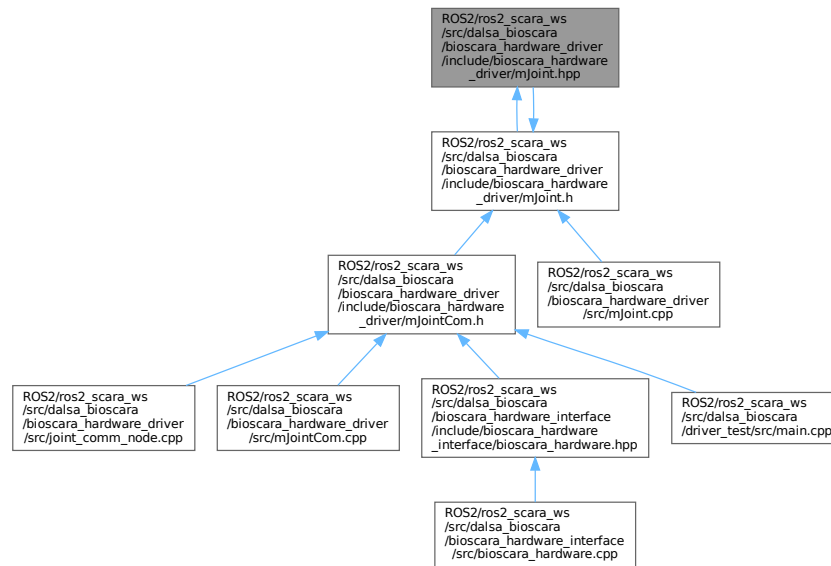 ROS2/ros2_scara_ws
/src/dalsa_bioscara
/bioscara_hardware_driver
/include/bioscara_hardware
_driver/mJoint.hpp
ROS2/ros2_scara_ws
/src/dalsa_bioscara
/bioscara_hardware_driver
/include/bioscara_hardware
_driver/mJoint.h
ROS2/ros2_scara_ws
/src/dalsa_bioscara
/bioscara_hardware_driver
/include/bioscara_hardware
_driver/mJointCom.h
ROS2/ros2_scara_ws
/src/dalsa_bioscara
/bioscara_hardware_driver
/src/mJoint.cpp
ROS2/ros2_scara_ws
/src/dalsa_bioscara
/bioscara_hardware_driver
/src/joint_comm_node.cpp
ROS2/ros2_scara_ws
/src/dalsa_bioscara
/bioscara_hardware_driver
/src/mJointCom.cpp
ROS2/ros2_scara_ws
/src/dalsa_bioscara
/bioscara_hardware_interface
/include/bioscara_hardware
_interface/bioscara_hardware.hpp
ROS2/ros2_scara_ws
/src/dalsa_bioscara
/driver_test/src/main.cpp
ROS2/ros2_scara_ws
/src/dalsa_bioscara
/bioscara_hardware_interface
/src/bioscara_hardware.cpp